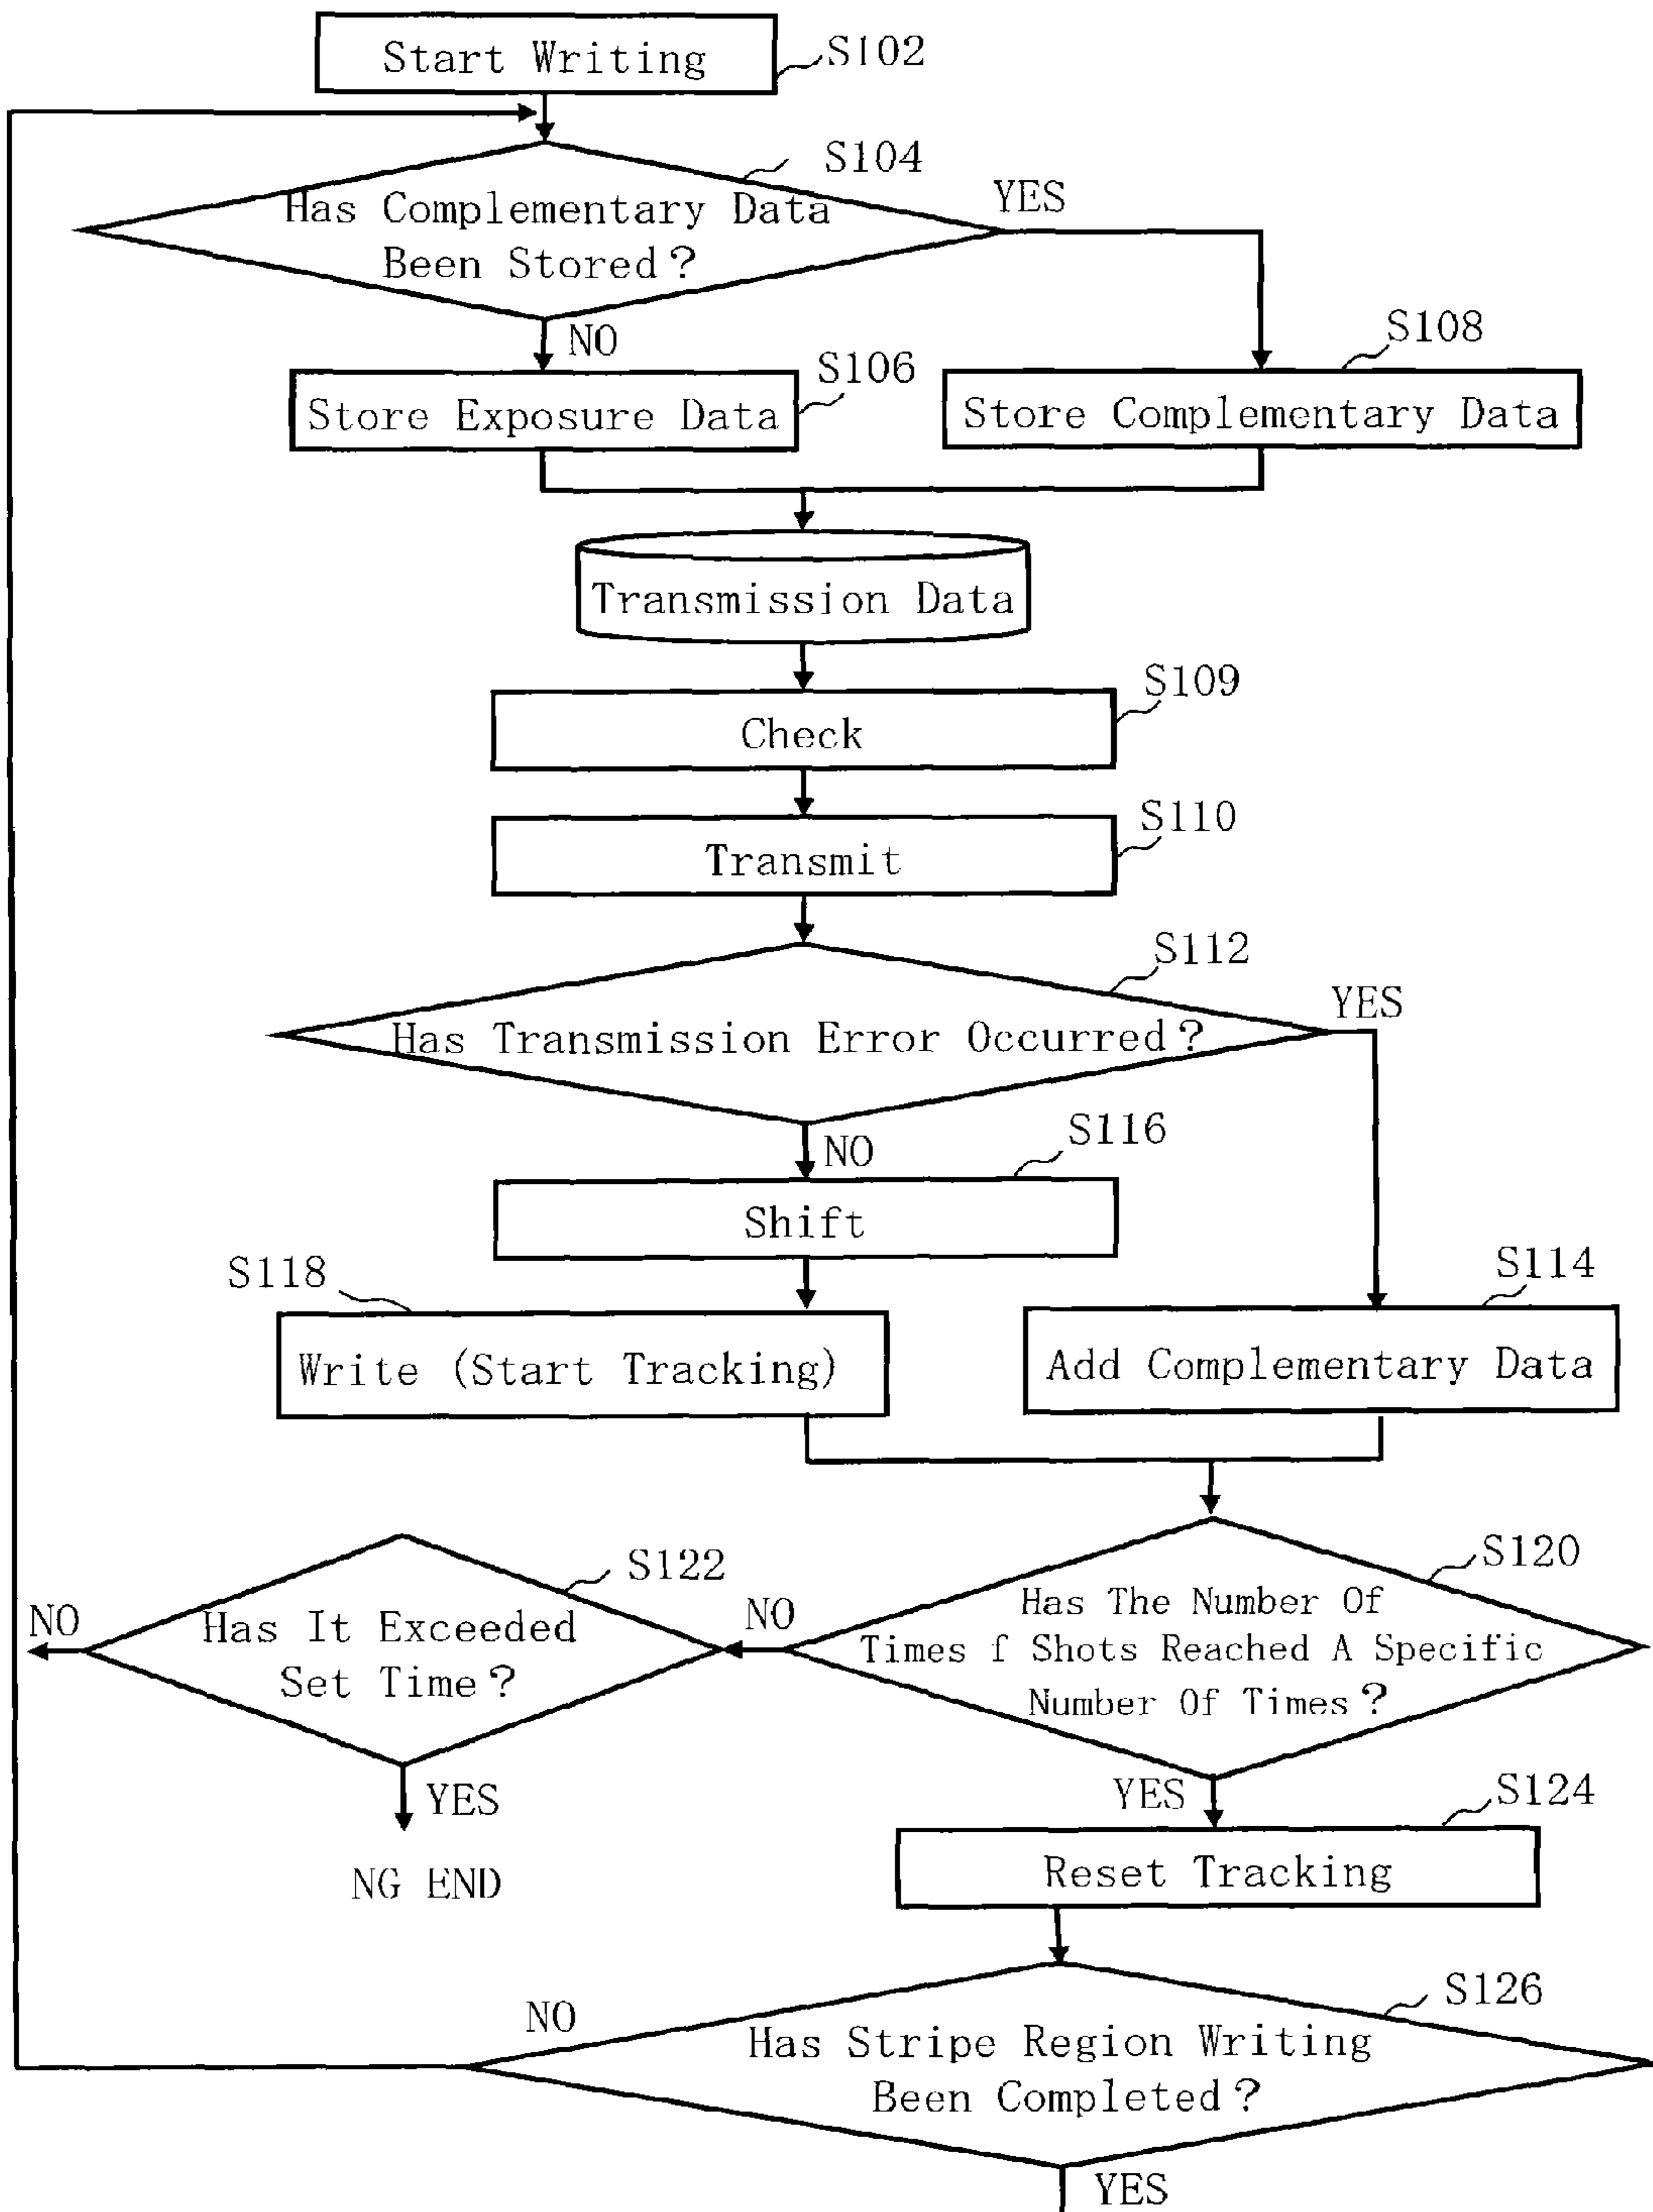 Start Writing
S102
S104
Has Complementary Data
Been Stored?
YES
NO
S106
Store Exposure Data
S108
Store Complementary Data
Transmission Data
S109
Check
S110
Transmit
S112
Has Transmission Error Occurred?
YES
NO
S116
Shift
S118
Write (Start Tracking)
S114
Add Complementary Data
S120
Has The Number Of
Times f Shots Reached A Specific
Number Of Times?
NO
S122
Has It Exceeded
Set Time?
NO
YES
NG END
YES
S124
Reset Tracking
S126
Has Stripe Region Writing
Been Completed?
NO
YES